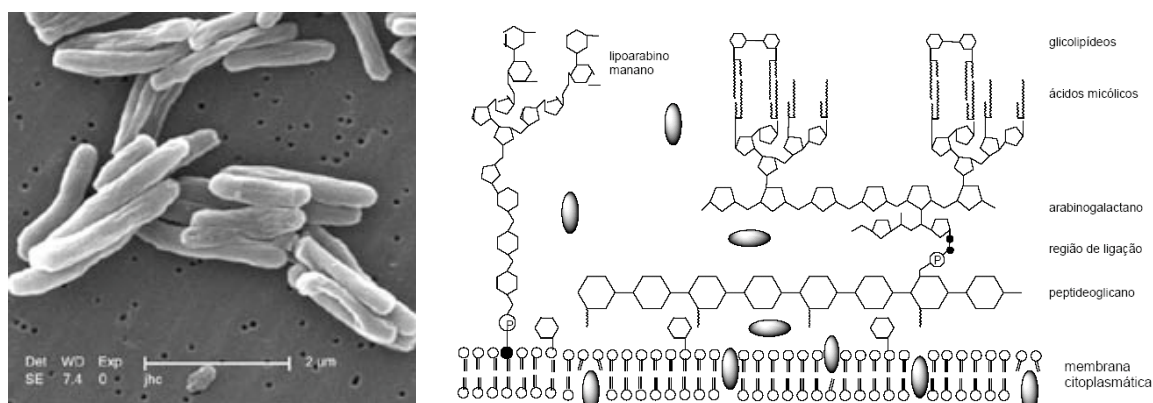 Det WD Exp
SE 7.4 0 jhc 2 µm
lipoarabino
manano
glicolipídeos
ácidos micólicos
arabinogalactano
região de ligação
P
peptideoglicano
P
membrana
citoplasmática